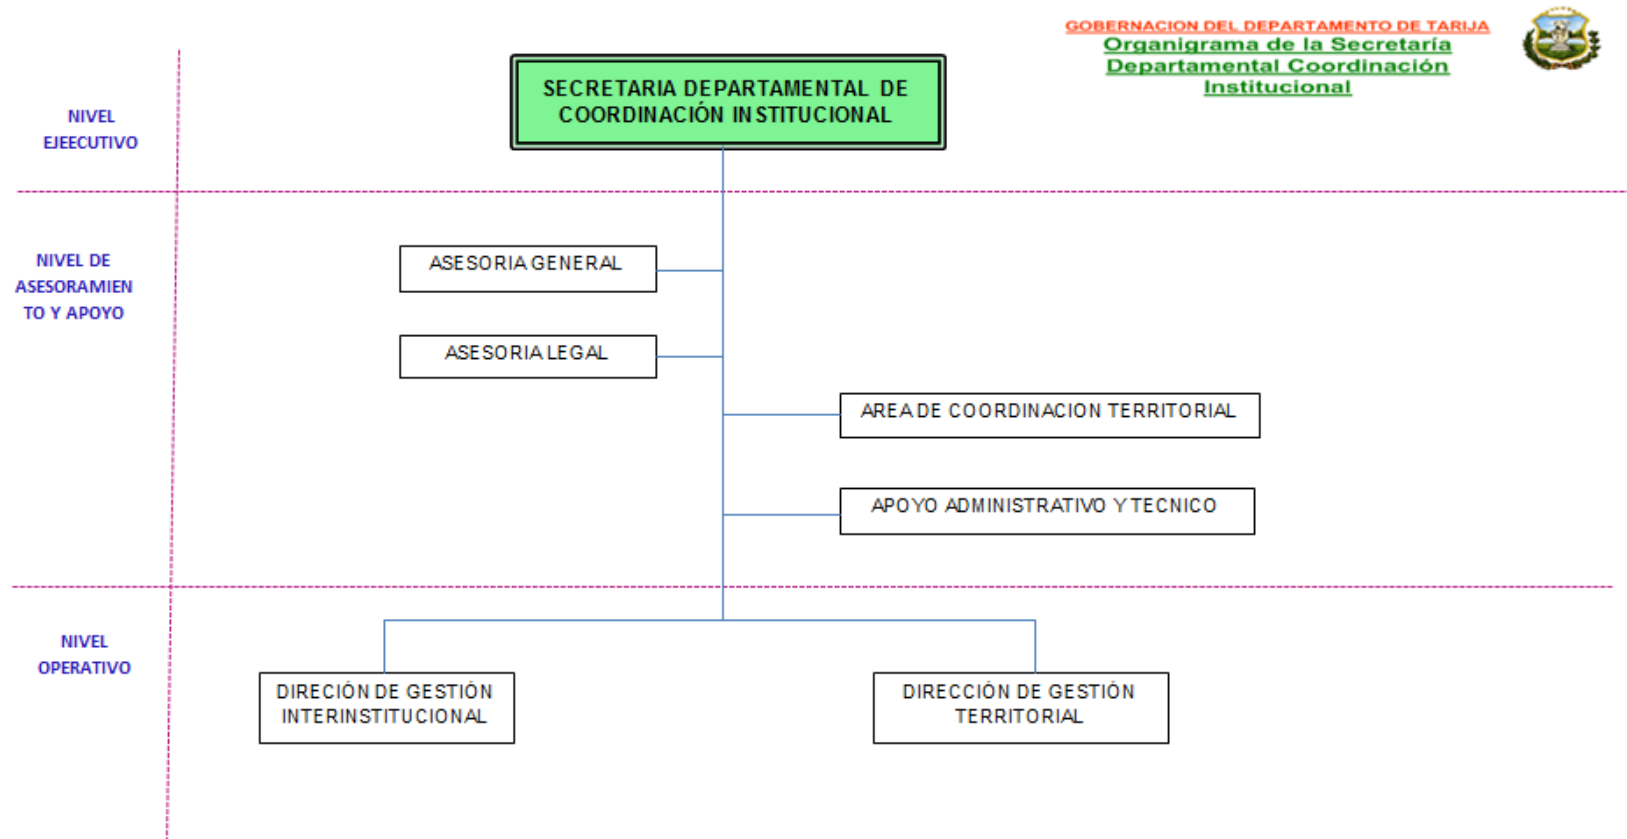 GOBERNACION DEL DEPARTAMENTO DE TARIJA
Organigrama de la Secretaría
Departamental Coordinación
Institucional
SECRETARIA DEPARTAMENTAL DE
COORDINACIÓN INSTITUCIONAL
NIVEL
EJEECUTIVO
NIVEL DE
ASESORAMIEN
TO Y APOYO
ASESORIA GENERAL
ASESORIA LEGAL
AREA DE COORDINACION TERRITORIAL
APOYO ADMINISTRATIVO Y TECNICO
NIVEL
OPERATIVO
DIRECIÓN DE GESTIÓN
INTERINSTITUCIONAL
DIRECCIÓN DE GESTIÓN
TERRITORIAL